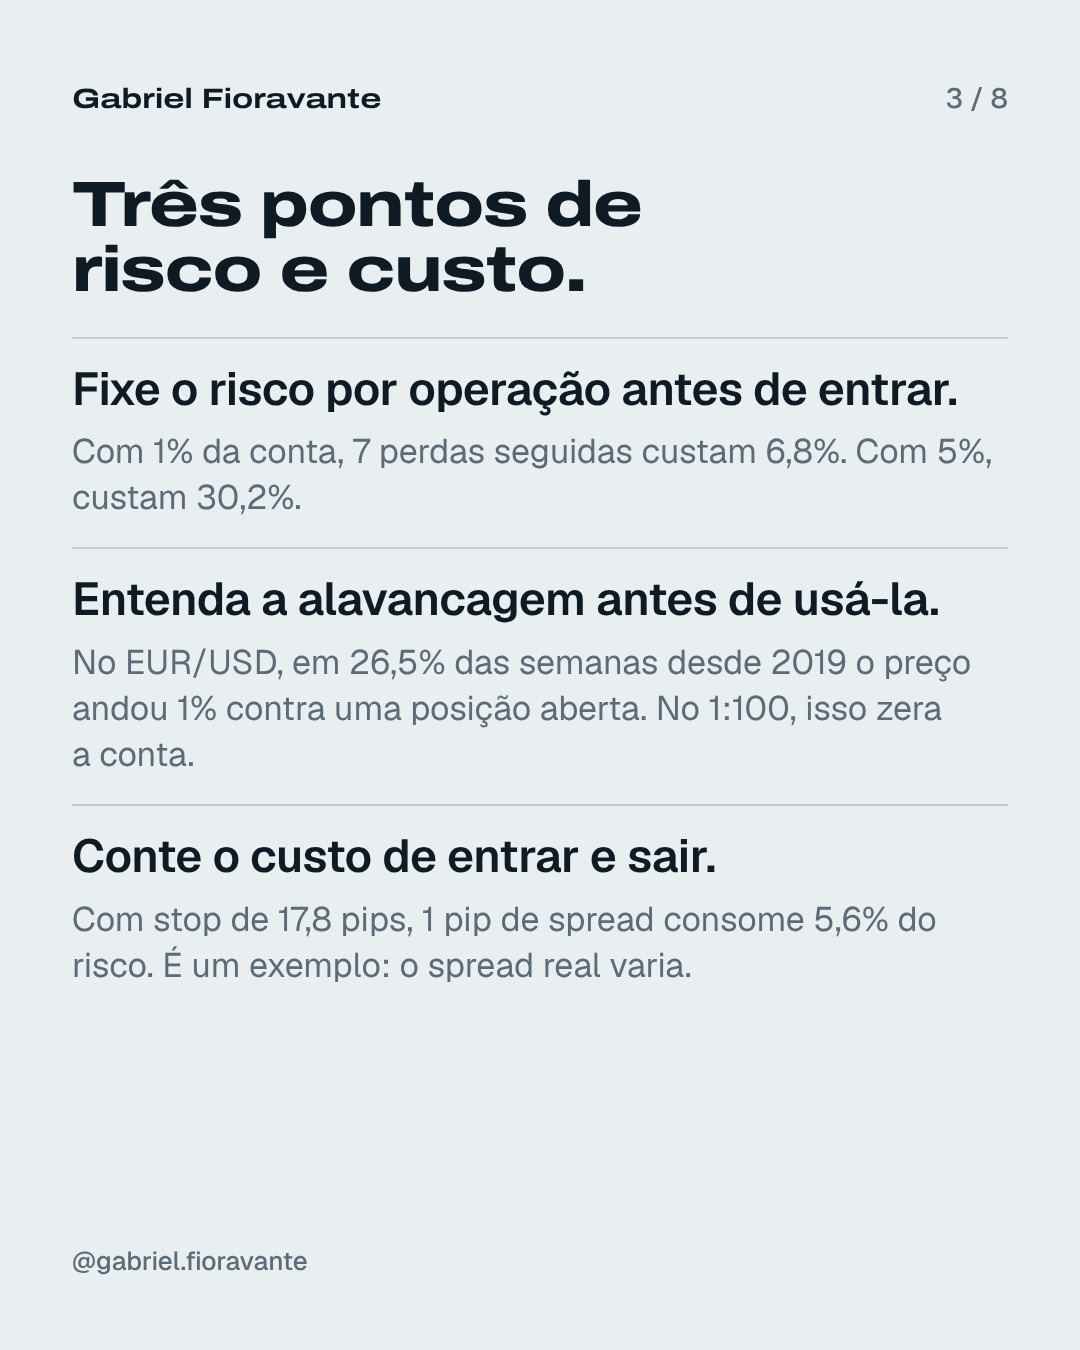 Gabriel Fioravante
3 / 8
Três pontos de
risco e custo.
Fixe o risco por operação antes de entrar.
Com 1% da conta, 7 perdas seguidas custam 6,8%. Com 5%,
custam 30,2%.
Entenda a alavancagem antes de usá-la.
No EUR/USD, em 26,5% das semanas desde 2019 o preço
andou 1% contra uma posição aberta. No 1:100, isso zera
a conta.
Conte o custo de entrar e sair.
Com stop de 17,8 pips, 1 pip de spread consome 5,6% do
risco. É um exemplo: o spread real varia.
@gabriel.fioravante